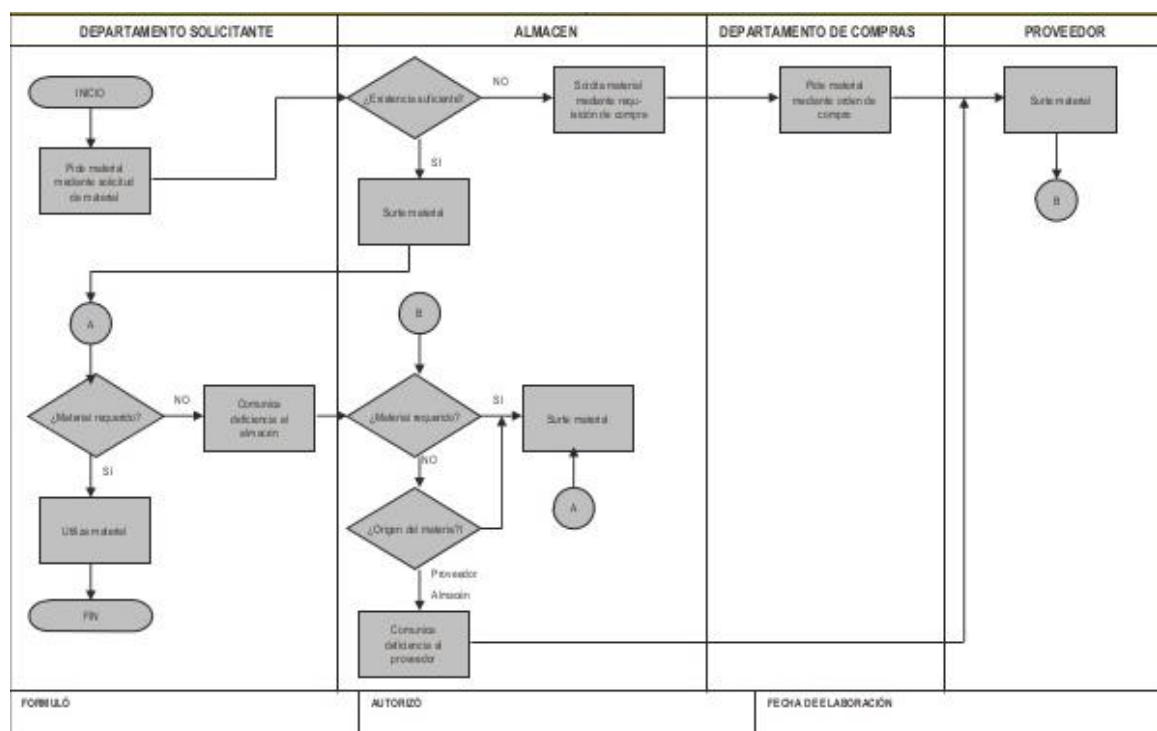 DEPARTAMENTO SOLICITANTE
ALMACEN
DEPARTAMENTO DE COMPRAS
PROVEEDOR
INICIO
Pide material
mediante solicitud
de material
¿Existencia suficiente?
NO
Solicita material
mediante requ-
isición de compra
Pide material
mediante orden de
compra
Surte material
SI
Surte material
B
A
B
¿Material requerido?
NO
Comunica
deficiencia al
almacén
¿Material requerido?
SI
Surte material
SI
NO
A
Utiliza material
¿Origen del material?
Proveedor
Almacén
FIN
Comunica
deficiencia al
proveedor
FORMULÓ
AUTORIZÓ
FECHA DE ELABORACIÓN